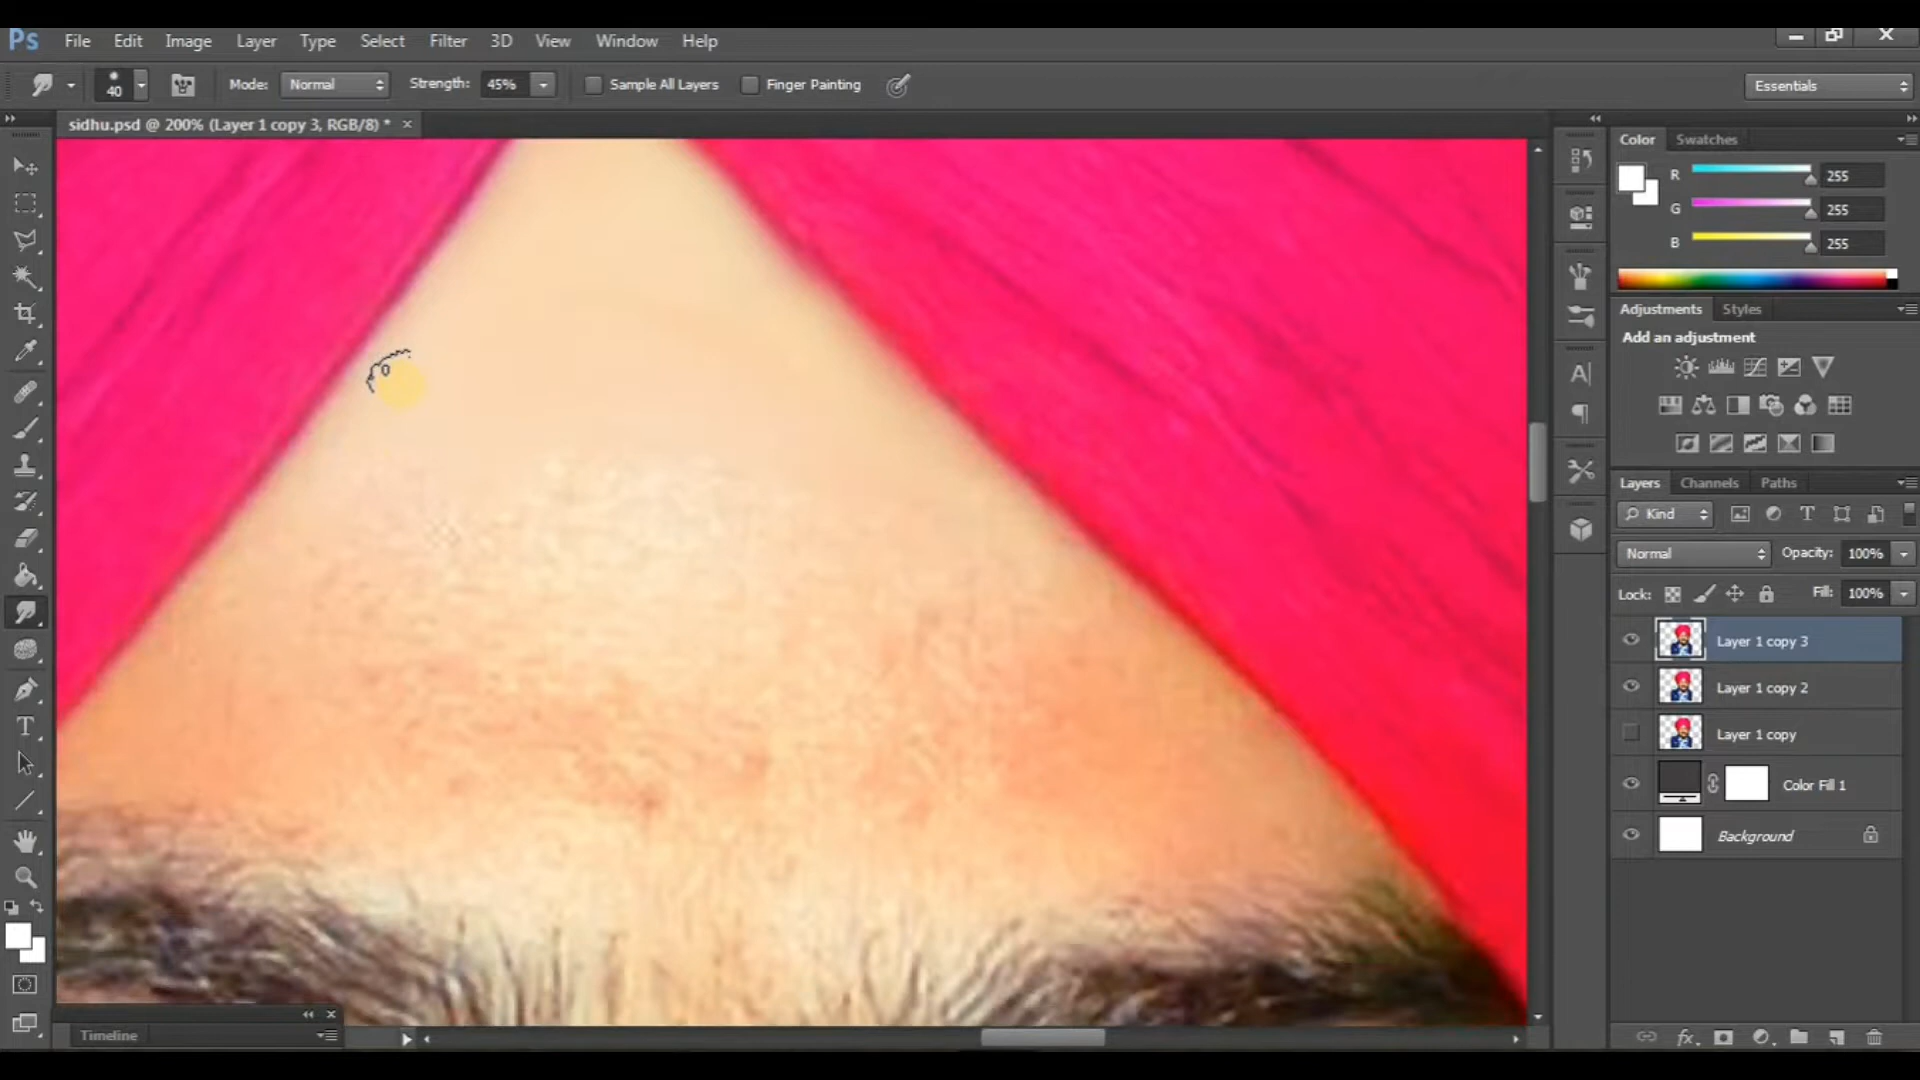 Ps File Edit Image Layer Type Select Filter 3D View Window Help
40 Mode: Normal Strength: 45% Sample All Layers Finger Painting Essentials
sidhu.psd @ 200% (Layer 1 copy 3, RGB/8) * ×
Color Swatches
R 255
G 255
B 255
Adjustments Styles
Add an adjustment
Layers Channels Paths
Kind
Normal Opacity: 100%
Lock: Fill: 100%
Layer 1 copy 3
Layer 1 copy 2
Layer 1 copy
Color Fill 1
Background
Timeline